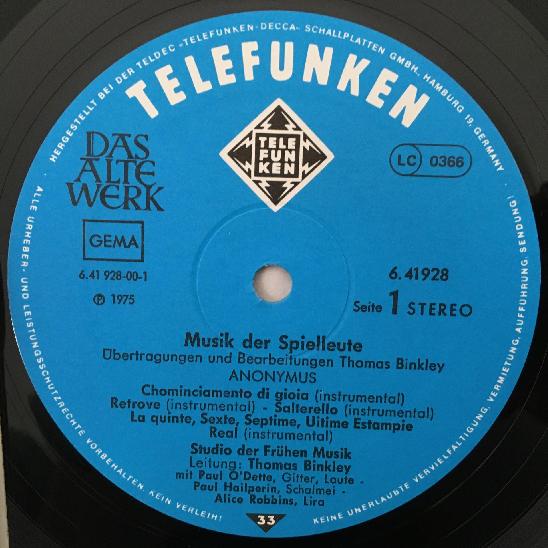 HERGESTELLT BEI DER TELDEC »TELEFUNKEN-DECCA« SCHALLPLATTEN GMBH., HAMBURG 19, GERMANY
TELEFUNKEN
TELE
FUN
KEN
DAS
ALTE
WERK
LC 0366
GEMA
6.41 928-00-1
℗ 1975
6.41928
Seite 1 STEREO
Musik der Spielleute
Übertragungen und Bearbeitungen Thomas Binkley
ANONYMUS
Chominciamento di gioia (instrumental)
Retrove (instrumental) - Salterello (instrumental)
La quinte, Sexte, Septime, Uitime Estampie
Real (instrumental)
Studio der Frühen Musik
Leitung: Thomas Binkley
mit Paul O'Dette, Gitter, Laute -
Paul Hailperin, Schalmei -
Alice Robbins, Lira
33
ALLE URHEBER- UND LEISTUNGSSCHUTZRECHTE VORBEHALTEN. KEIN VERLEIH! KEINE UNERLAUBTE VERVIELFÄLTIGUNG, VERMIETUNG, AUFFÜHRUNG, SENDUNG!